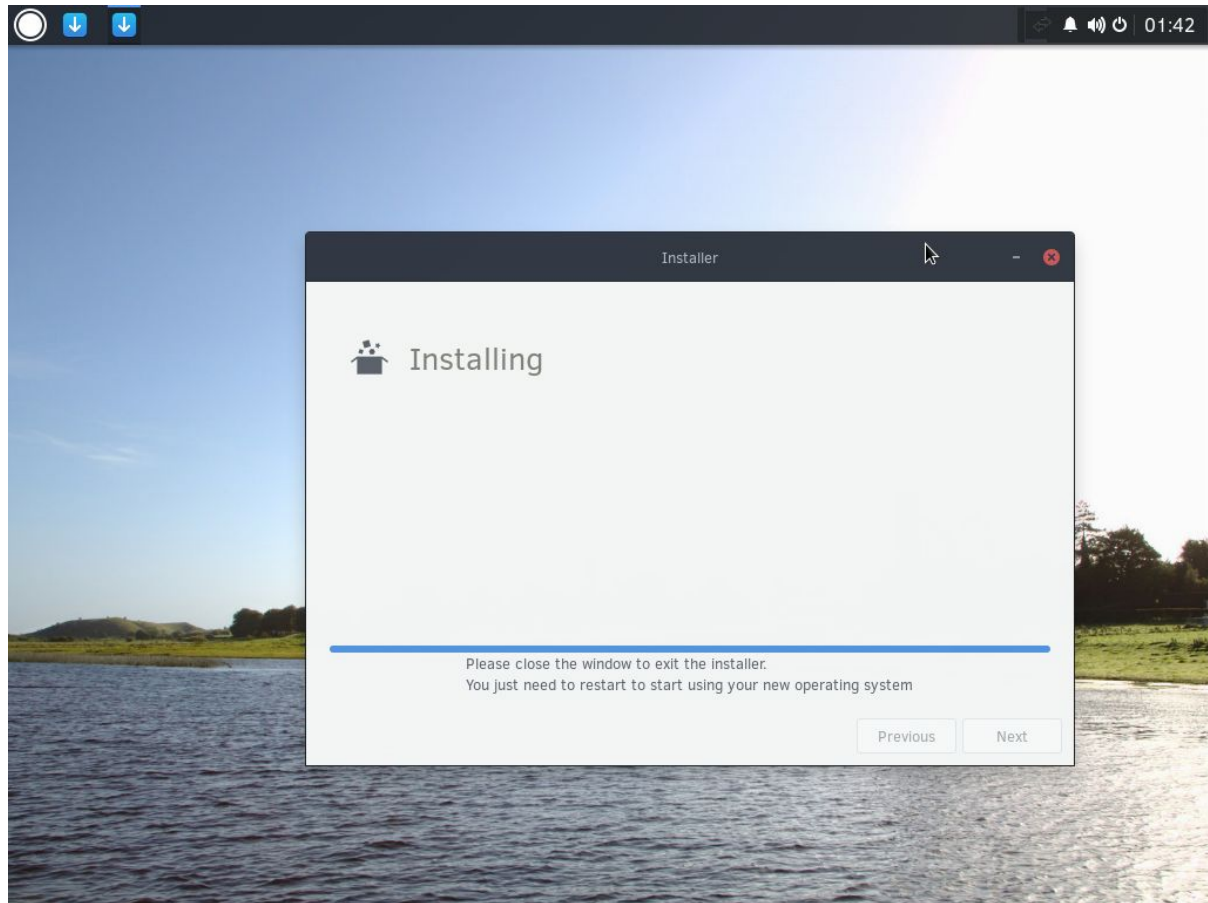 01:42
Installer
Installing
Please close the window to exit the installer.
You just need to restart to start using your new operating system
Previous Next